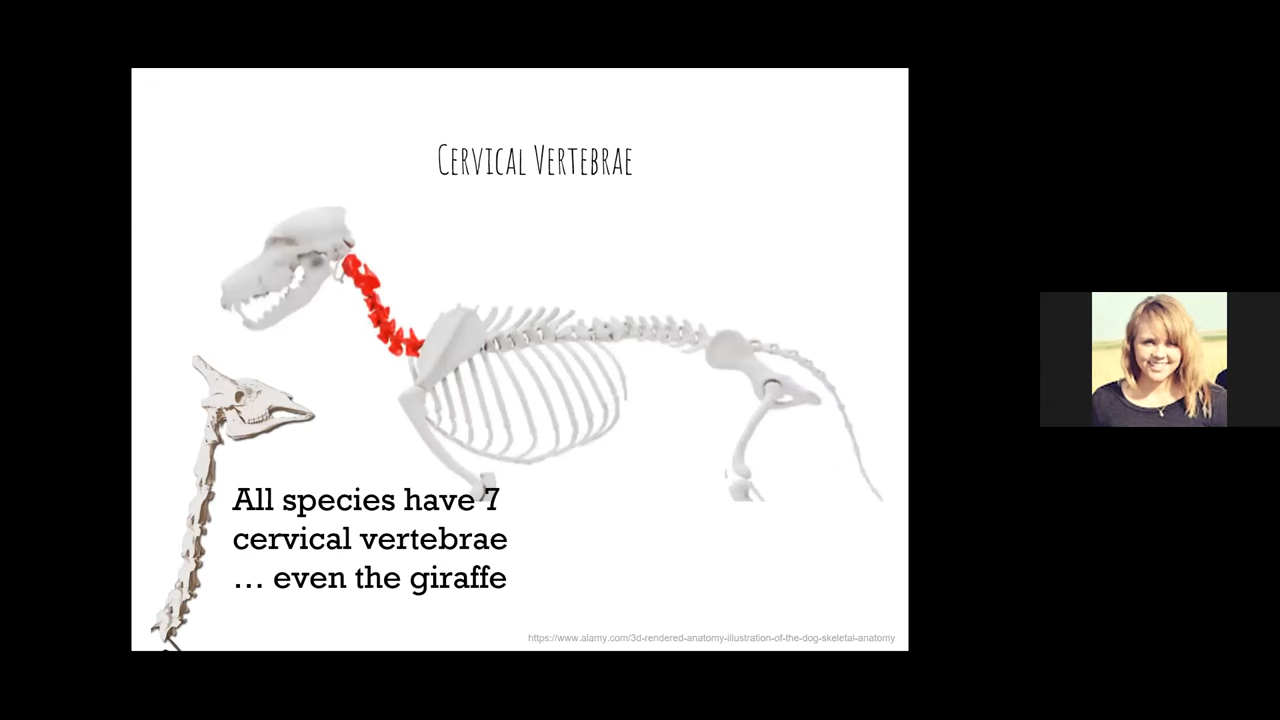 CERVICAL VERTEBRAE
All species have 7
cervical vertebrae
... even the giraffe
https://www.alamy.com/3d-rendered-anatomy-illustration-of-the-dog-skeletal-anatomy